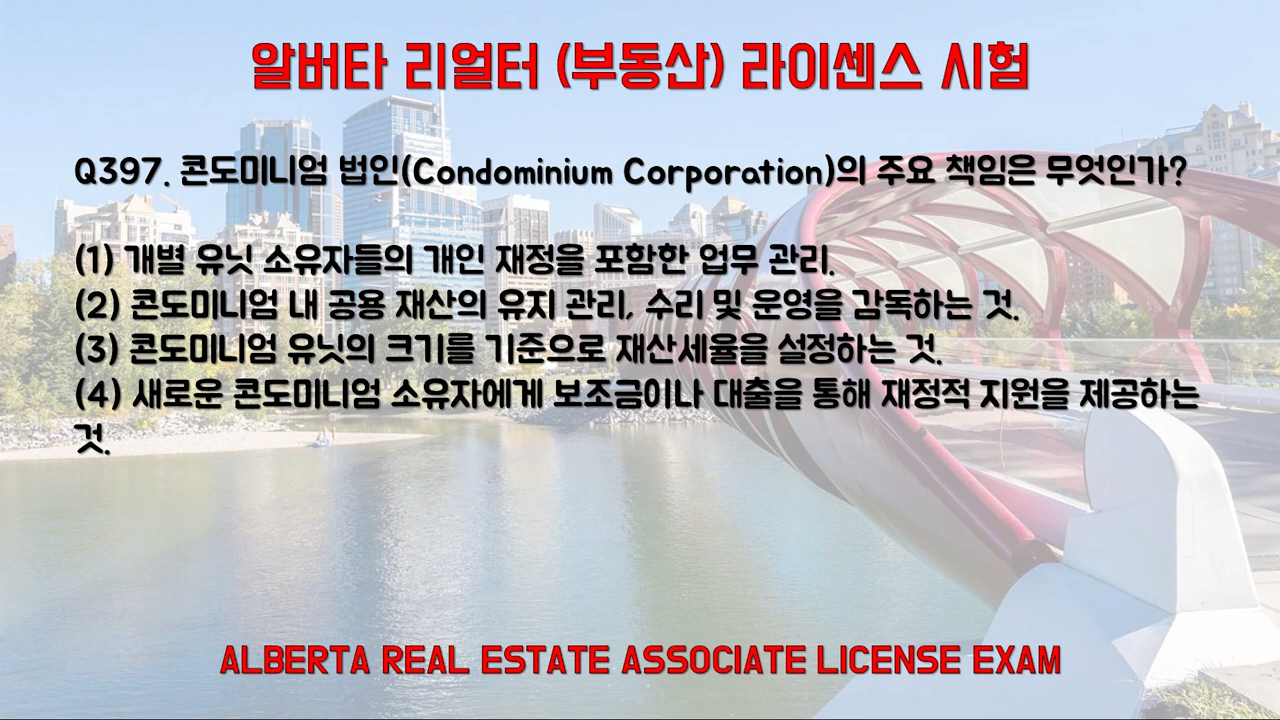 알버타 리얼터 (부동산) 라이센스 시험
Q397. 콘도미니엄 법인(Condominium Corporation)의 주요 책임은 무엇인가?
(1) 개별 유닛 소유자들의 개인 재정을 포함한 업무 관리.
(2) 콘도미니엄 내 공용 재산의 유지 관리, 수리 및 운영을 감독하는 것.
(3) 콘도미니엄 유닛의 크기를 기준으로 재산세율을 설정하는 것.
(4) 새로운 콘도미니엄 소유자에게 보조금이나 대출을 통해 재정적 지원을 제공하는
것.
ALBERTA REAL ESTATE ASSOCIATE LICENSE EXAM